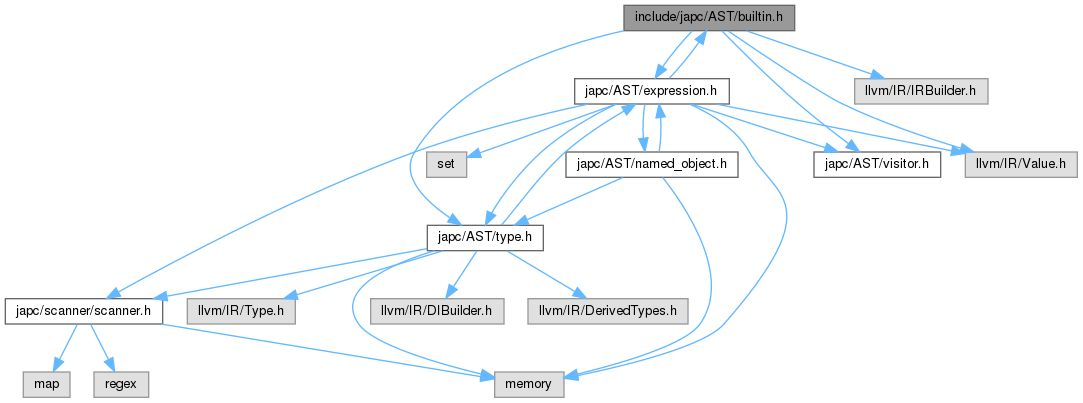 include/japc/AST/builtin.h
japc/AST/expression.h
llvm/IR/IRBuilder.h
set
japc/AST/named_object.h
japc/AST/visitor.h
llvm/IR/Value.h
japc/AST/type.h
japc/scanner/scanner.h
llvm/IR/Type.h
llvm/IR/DIBuilder.h
llvm/IR/DerivedTypes.h
map
regex
memory